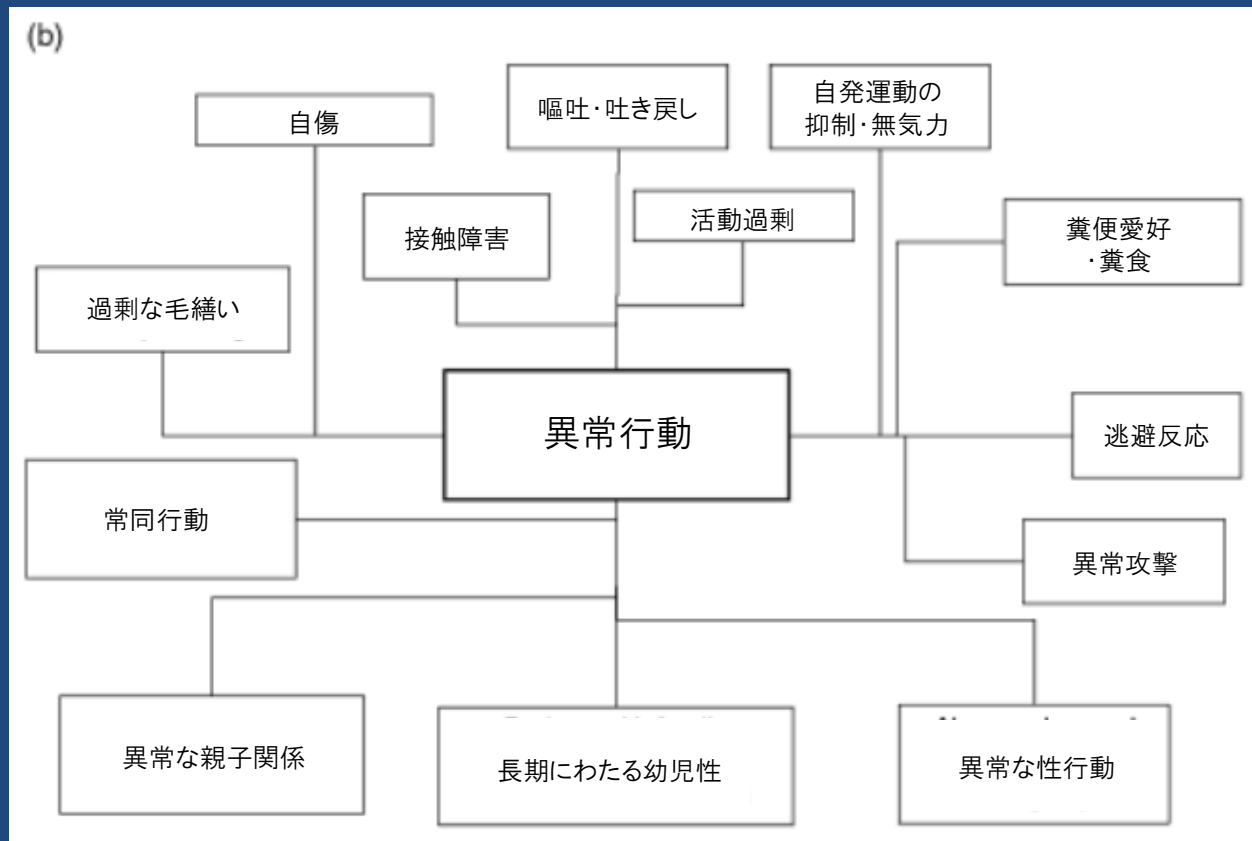 (b)
自傷
嘔吐･吐き戻し
自発運動の
抑制･無気力
接触障害
活動過剰
糞便愛好
･糞食
過剰な毛繕い
異常行動
逃避反応
常同行動
異常攻撃
異常な親子関係
長期にわたる幼児性
異常な性行動